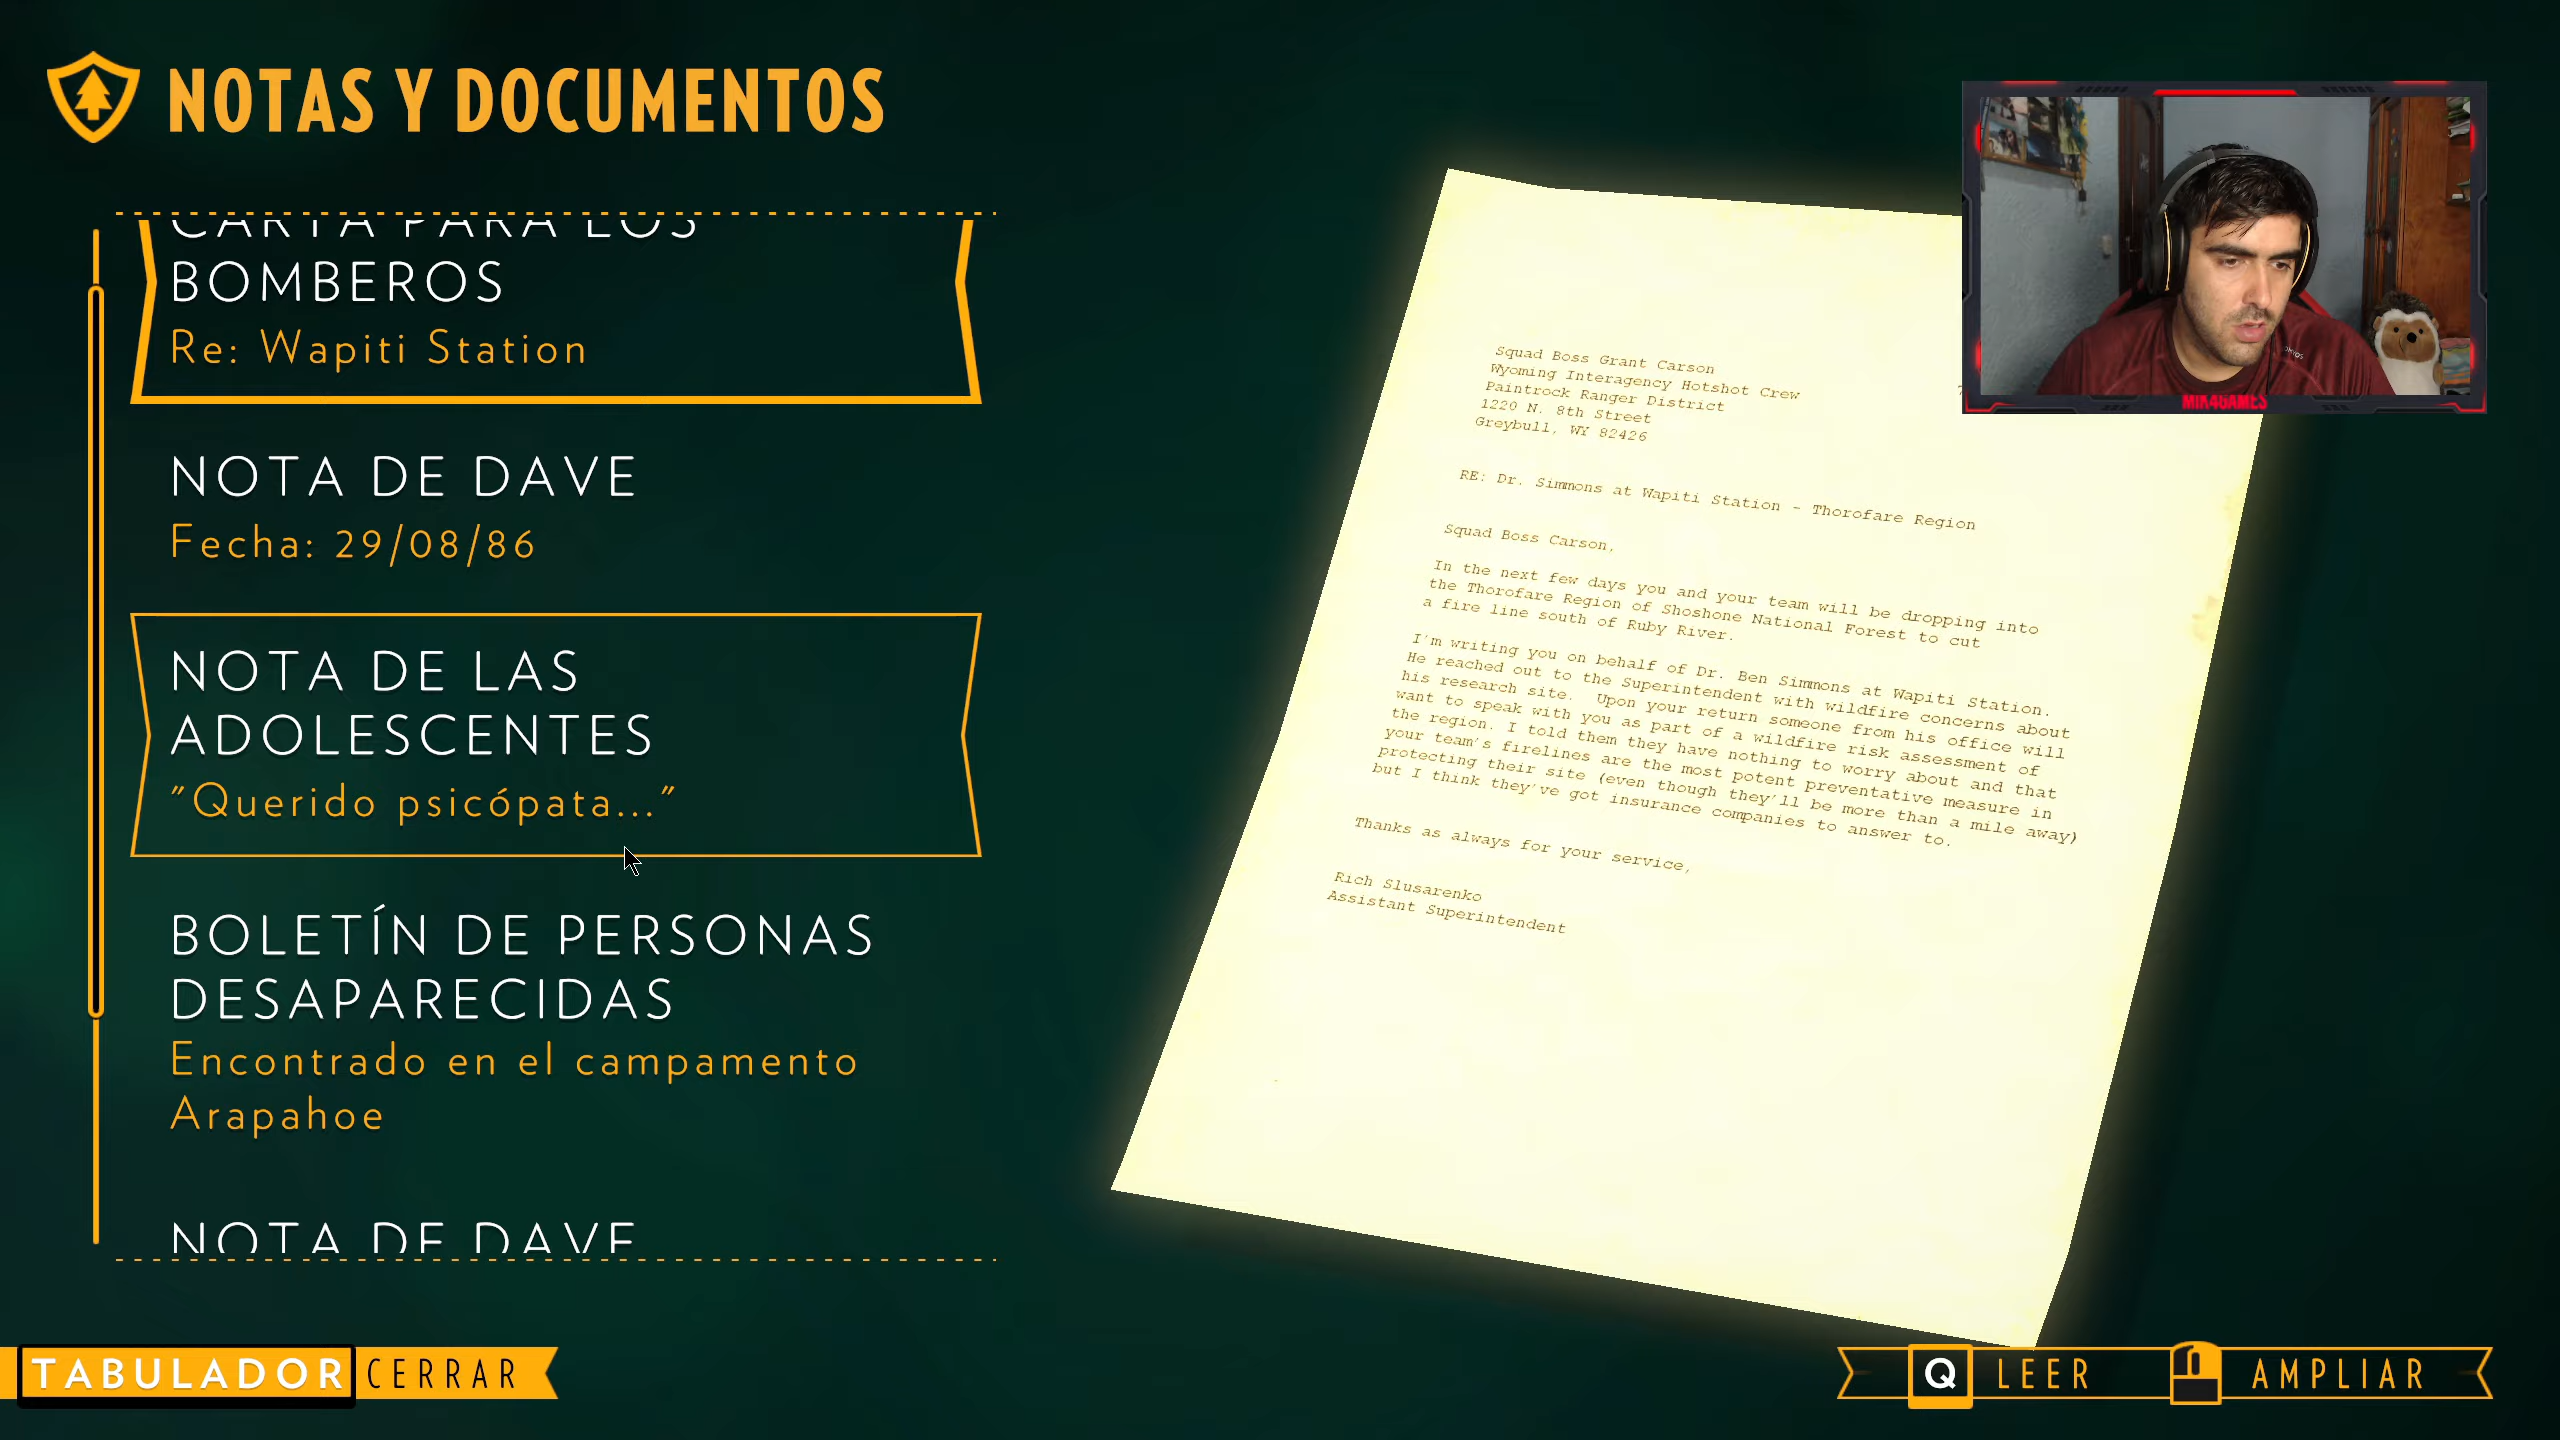 NOTAS Y DOCUMENTOS
CARTA PARA LOS
BOMBEROS
Re: Wapiti Station
NOTA DE DAVE
Fecha: 29/08/86
NOTA DE LAS
ADOLESCENTES
"Querido psicópata..."
BOLETÍN DE PERSONAS
DESAPARECIDAS
Encontrado en el campamento
Arapahoe
NOTA DE DAVE
Squad Boss Grant Carson
Wyoming Interagency Hotshot Crew
Paintrock Ranger District
1220 N. 8th Street
Greybull, WY 82426
RE: Dr. Simmons at Wapiti Station - Thorofare Region
Squad Boss Carson,
In the next few days you and your team will be dropping into
the Thorofare Region of Shoshone National Forest to cut
a fire line south of Ruby River.
I'm writing you on behalf of Dr. Ben Simmons at Wapiti Station.
He reached out to the Superintendent with wildfire concerns about
his research site. Upon your return someone from his office will
want to speak with you as part of a wildfire risk assessment of
the region. I told them they have nothing to worry about and that
your team's firelines are the most potent preventative measure in
protecting their site (even though they'll be more than a mile away)
but I think they've got insurance companies to answer to.
Thanks as always for your service,
Rich Slusarenko
Assistant Superintendent
MIK4GAMES
TABULADOR CERRAR
Q LEER AMPLIAR